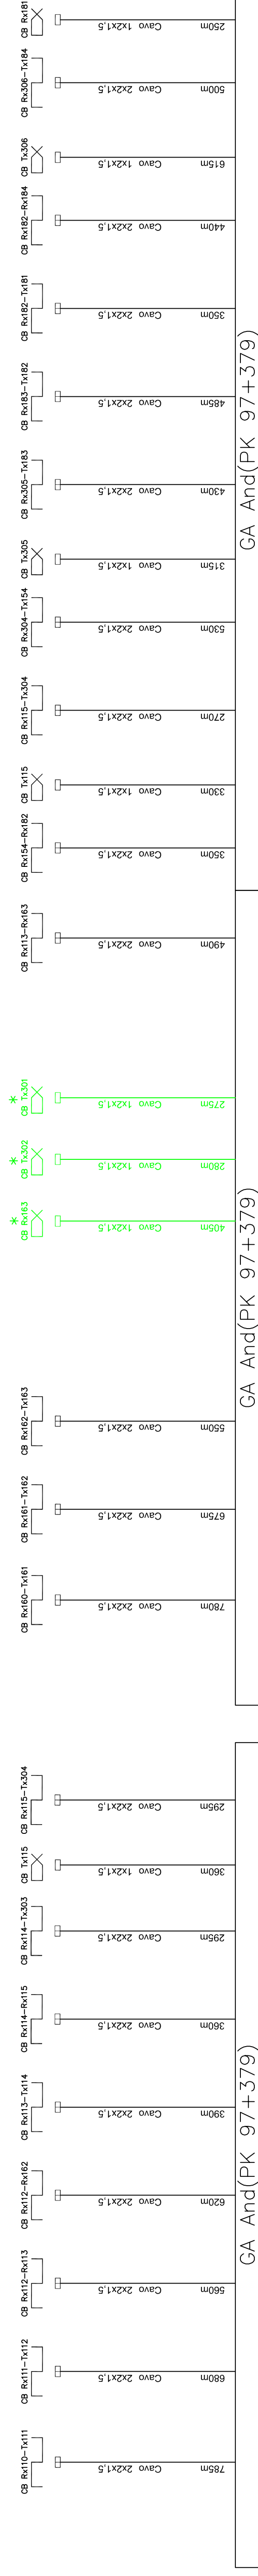 CB Rx181
Cavo 1x2x1,5
250m
CB Rx306-Tx184
Cavo 2x2x1,5
500m
CB Tx306
Cavo 1x2x1,5
615m
CB Rx182-Rx184
Cavo 2x2x1,5
440m
CB Rx182-Tx181
Cavo 2x2x1,5
350m
CB Rx183-Tx182
Cavo 2x2x1,5
485m
CB Rx305-Tx183
Cavo 2x2x1,5
430m
CB Tx305
Cavo 1x2x1,5
315m
CB Rx304-Tx154
Cavo 2x2x1,5
530m
CB Rx115-Tx304
Cavo 2x2x1,5
270m
CB Tx115
Cavo 1x2x1,5
330m
CB Rx154-Rx182
Cavo 2x2x1,5
350m
GA And(PK 97+379)
CB Rx113-Rx163
Cavo 2x2x1,5
490m
* CB Tx301
Cavo 1x2x1,5
275m
* CB Tx302
Cavo 1x2x1,5
280m
* CB Rx163
Cavo 1x2x1,5
405m
CB Rx162-Tx163
Cavo 2x2x1,5
550m
CB Rx161-Tx162
Cavo 2x2x1,5
675m
CB Rx160-Tx161
Cavo 2x2x1,5
780m
GA And(PK 97+379)
CB Rx115-Tx304
Cavo 2x2x1,5
295m
CB Tx115
Cavo 1x2x1,5
360m
CB Rx114-Tx303
Cavo 2x2x1,5
295m
CB Rx114-Rx115
Cavo 2x2x1,5
360m
CB Rx113-Tx114
Cavo 2x2x1,5
390m
CB Rx112-Rx162
Cavo 2x2x1,5
620m
CB Rx112-Rx113
Cavo 2x2x1,5
560m
CB Rx111-Tx112
Cavo 2x2x1,5
680m
CB Rx110-Tx111
Cavo 2x2x1,5
785m
GA And(PK 97+379)